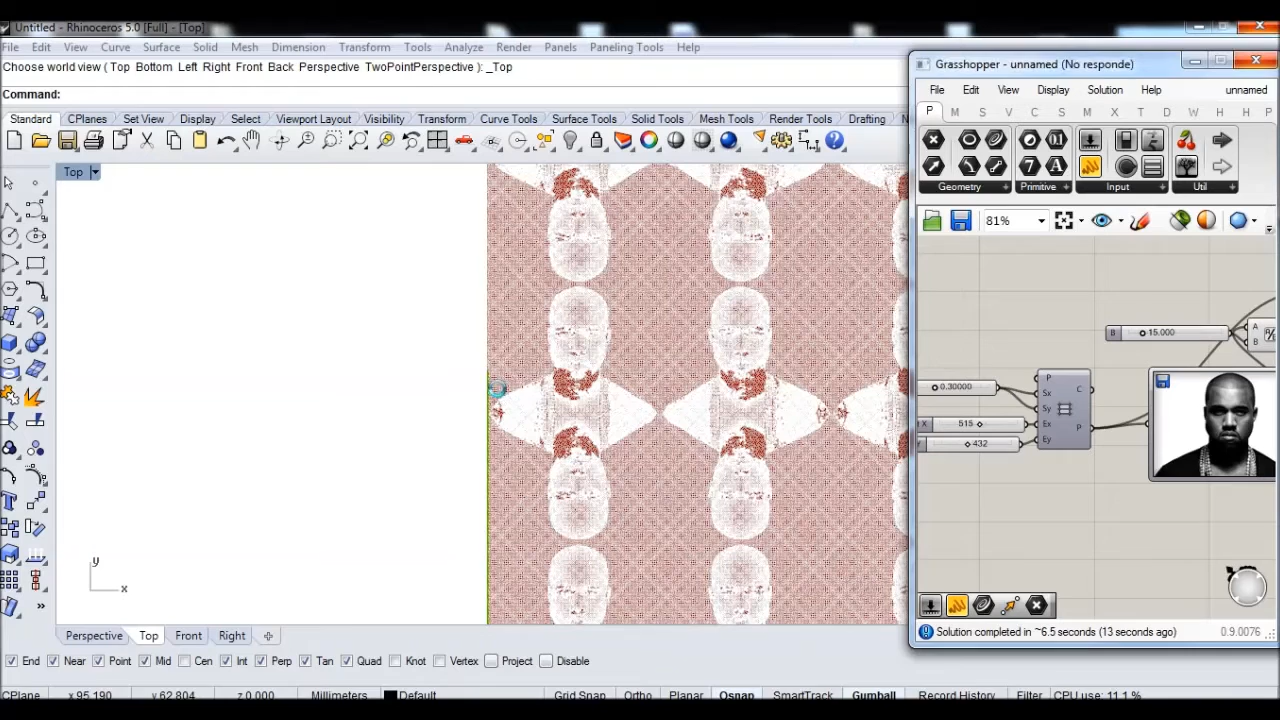 Untitled - Rhinoceros 5.0 [Full] - [Top]
File Edit View Curve Surface Solid Mesh Dimension Transform Tools Analyze Render Panels Paneling Tools Help
Choose world view ( Top Bottom Left Right Front Back Perspective TwoPointPerspective ): _Top
Command:
Standard CPlanes Set View Display Select Viewport Layout Visibility Transform Curve Tools Surface Tools Solid Tools Mesh Tools Render Tools Drafting
Top
y
x
Perspective Top Front Right
End Near Point Mid Cen Int Perp Tan Quad Knot Vertex Project Disable
CPlane x 95.190 y 62.804 z 0.000 Millimeters Default Grid Snap Ortho Planar Osnap SmartTrack Gumball Record History Filter CPU use: 11.1 %
Grasshopper - unnamed (No responde)
File Edit View Display Solution Help unnamed
P M S V C S M X T D W H H P
Geometry Primitive Input Util
81%
B 15.000 A
B
0.30000
X 515
432
P
Sx
Sy
Ex
Ey
C
P
Solution completed in ~6.5 seconds (13 seconds ago) 0.9.0076